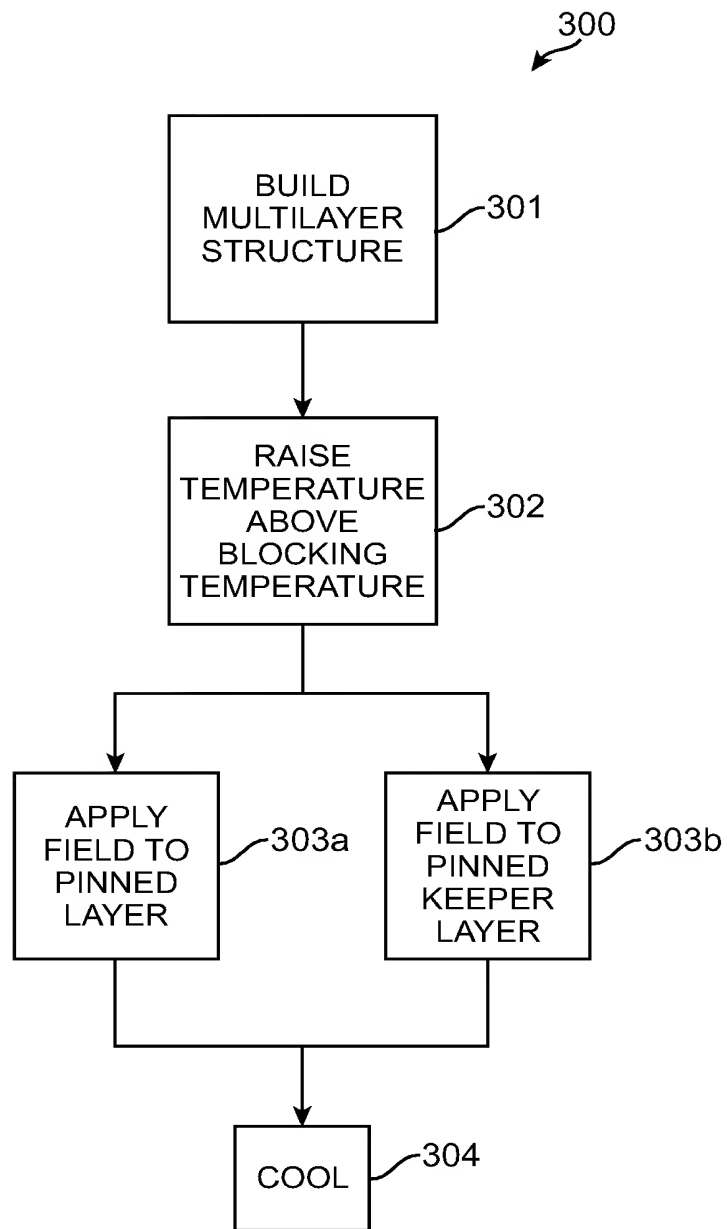 300
BUILD
MULTILAYER
STRUCTURE
301
RAISE
TEMPERATURE
ABOVE
BLOCKING
TEMPERATURE
302
APPLY
FIELD TO
PINNED
LAYER
303a
APPLY
FIELD TO
PINNED
KEEPER
LAYER
303b
COOL
304